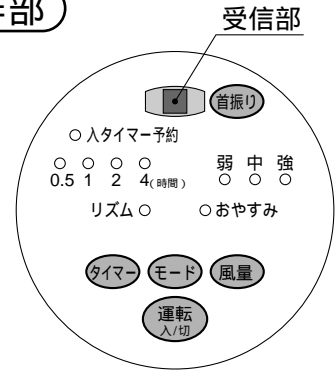 部
受信部
首振り
入タイマー予約
0.5 1 2 4(時間)
弱 中 強
リズム おやすみ
タイマー モード 風量
運転
入/切